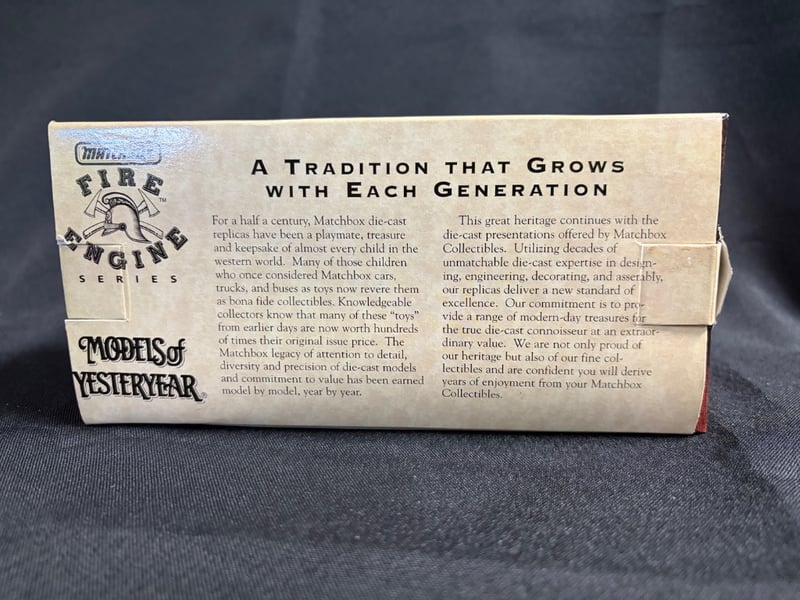 MATCHBOX
FIRE
ENGINE
™
SERIES
MODELS of
YESTERYEAR®
A TRADITION THAT GROWS
WITH EACH GENERATION
For a half a century, Matchbox die-cast
replicas have been a playmate, treasure
and keepsake of almost every child in the
western world. Many of those children
who once considered Matchbox cars,
trucks, and buses as toys now revere them
as bona fide collectibles. Knowledgeable
collectors know that many of these “toys”
from earlier days are now worth hundreds
of times their original issue price. The
Matchbox legacy of attention to detail,
diversity and precision of die-cast models
and commitment to value has been earned
model by model, year by year.
This great heritage continues with the
die-cast presentations offered by Matchbox
Collectibles. Utilizing decades of
unmatchable die-cast expertise in design-
ing, engineering, decorating, and assembly,
our replicas deliver a new standard of
excellence. Our commitment is to pro-
vide a range of modern-day treasures for
the true die-cast connoisseur at an extraor-
dinary value. We are not only proud of
our heritage but also of our fine col-
lectibles and are confident you will derive
years of enjoyment from your Matchbox
Collectibles.